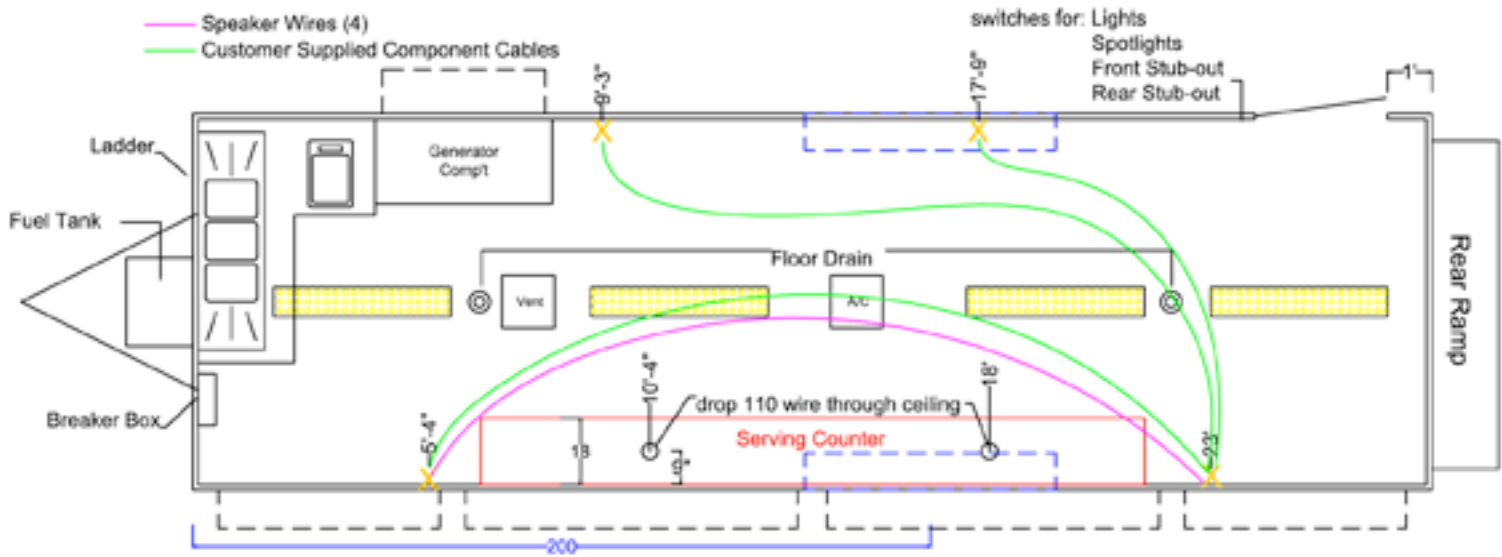 Speaker Wires (4)
Customer Supplied Component Cables
switches for: Lights
Spotlights
Front Stub-out
Rear Stub-out
1'
9'-3"
17'-9"
Ladder
Generator
Comp't
Fuel Tank
Floor Drain
Vent
A/C
Rear Ramp
10'-4"
18'
drop 110 wire through ceiling
Breaker Box
5'-4"
Serving Counter
23'
18
200